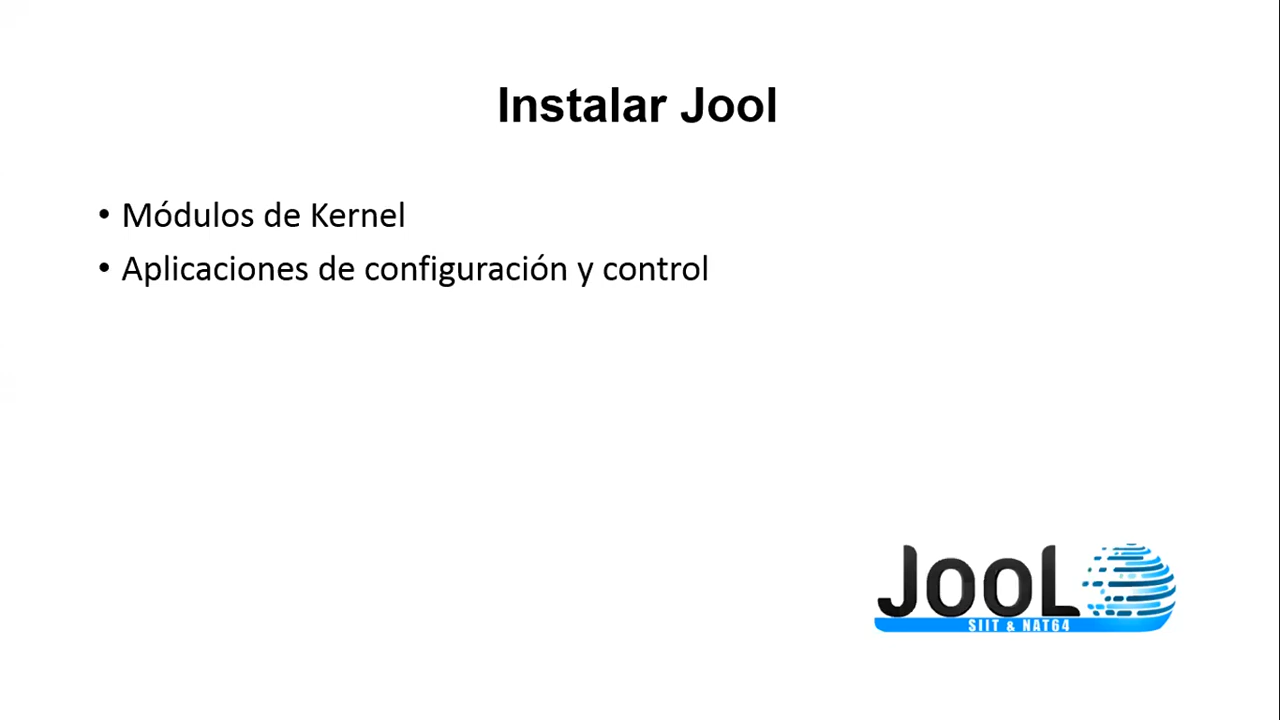 Instalar Jool
• Módulos de Kernel
• Aplicaciones de configuración y control
JooL
SIIT & NAT64